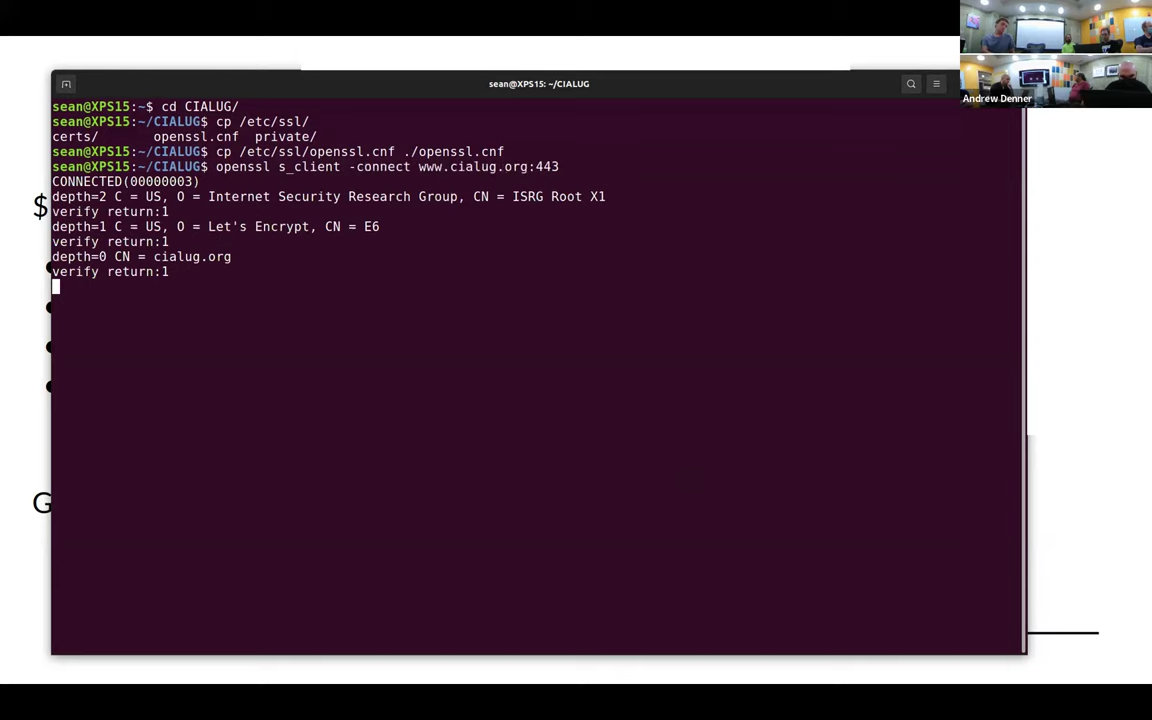 sean@XPS15: ~/CIALUG
Andrew Denner
sean@XPS15:~$ cd CIALUG/
sean@XPS15:~/CIALUG$ cp /etc/ssl/
certs/ openssl.cnf private/
sean@XPS15:~/CIALUG$ cp /etc/ssl/openssl.cnf ./openssl.cnf
sean@XPS15:~/CIALUG$ openssl s_client -connect www.cialug.org:443
CONNECTED(00000003)
depth=2 C = US, O = Internet Security Research Group, CN = ISRG Root X1
verify return:1
depth=1 C = US, O = Let's Encrypt, CN = E6
verify return:1
depth=0 CN = cialug.org
verify return:1
$
G